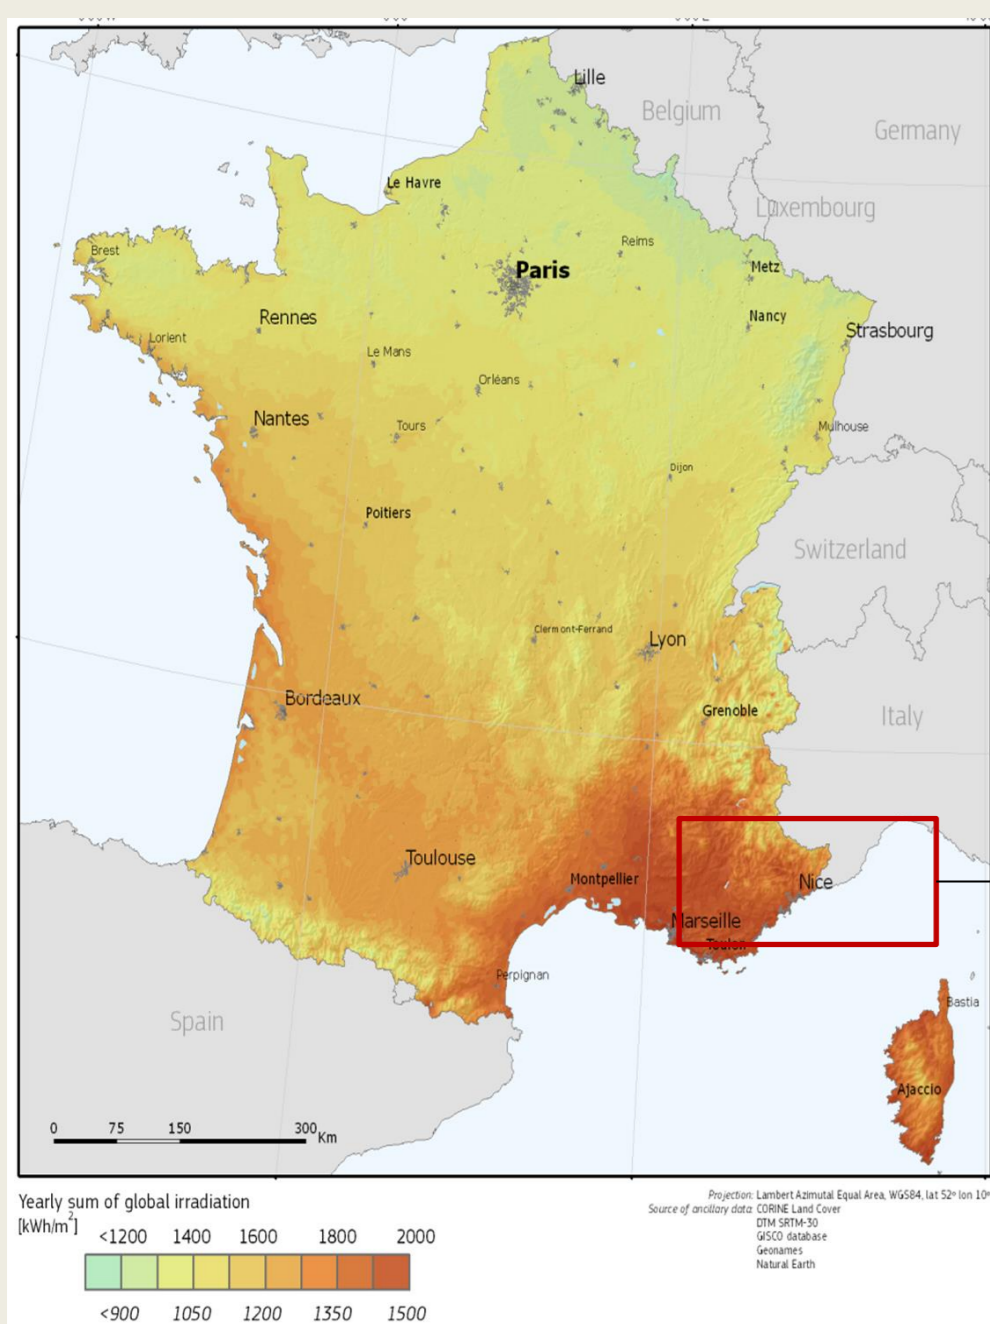 Lille
Belgium
Germany
Le Havre
Luxembourg
Reims
Brest
Paris
Metz
Rennes
Nancy
Strasbourg
Lorient
Le Mans
Orléans
Nantes
Tours
Mulhouse
Dijon
Poitiers
Switzerland
Clermont-Ferrand
Lyon
Bordeaux
Grenoble
Italy
Toulouse
Montpellier
Nice
Marseille
Toulon
Perpignan
Bastia
Spain
Ajaccio
0 75 150 300 Km
Yearly sum of global irradiation
[kWh/m²]
<1200 1400 1600 1800 2000
<900 1050 1200 1350 1500
Projection: Lambert Azimutal Equal Area, WGS84, lat 52º lon 10º
Source of ancillary data: CORINE Land Cover
DTM SRTM-30
GISCO database
Geonames
Natural Earth